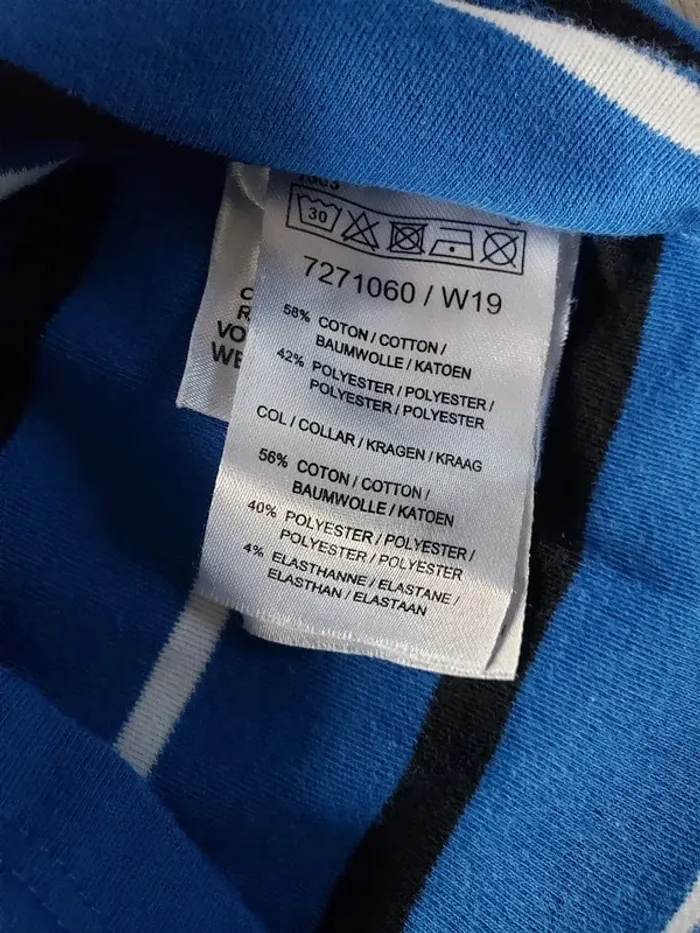 30
7271060 / W19
58% COTON / COTTON /
BAUMWOLLE / KATOEN
42% POLYESTER / POLYESTER /
POLYESTER / POLYESTER
COL / COLLAR / KRAGEN / KRAAG
56% COTON / COTTON /
BAUMWOLLE / KATOEN
40% POLYESTER / POLYESTER /
POLYESTER / POLYESTER
4% ELASTHANNE / ELASTANE /
ELASTHAN / ELASTAAN
VO
WE